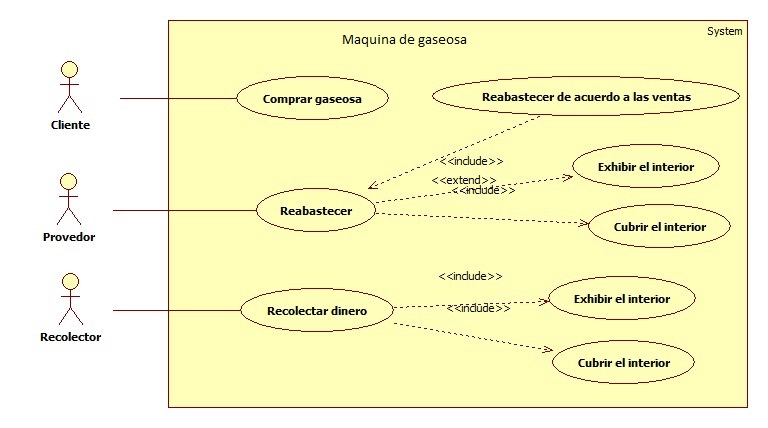 System
Maquina de gaseosa
Cliente
Comprar gaseosa
Reabastecer de acuerdo a las ventas
<<include>>
Exhibir el interior
<<extend>>
<<include>>
Provedor
Reabastecer
Cubrir el interior
<<include>>
Exhibir el interior
<<include>>
Recolector
Recolectar dinero
Cubrir el interior